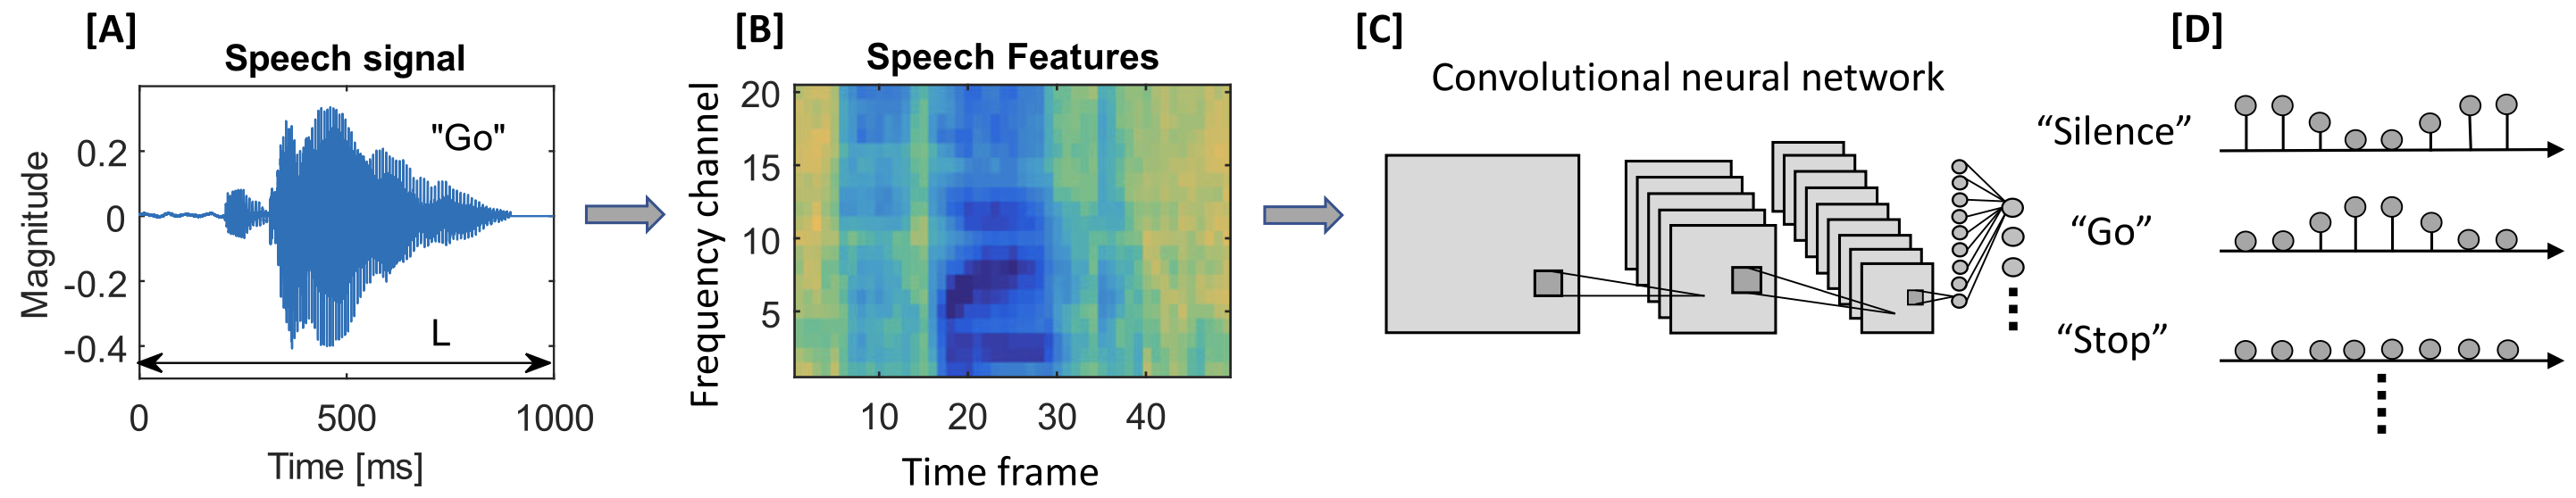 [A]
Speech signal
"Go"
L
0.2
0
-0.2
-0.4
Magnitude
0 500 1000
Time [ms]
[B]
Speech Features
20
15
10
5
Frequency channel
10 20 30 40
Time frame
[C]
Convolutional neural network
[D]
“Silence”
“Go”
“Stop”